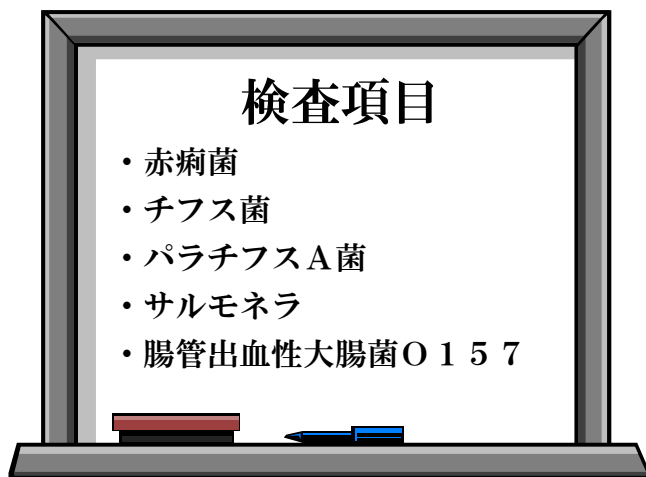 検査項目
・赤痢菌
・チフス菌
・パラチフスＡ菌
・サルモネラ
・腸管出血性大腸菌Ｏ１５７